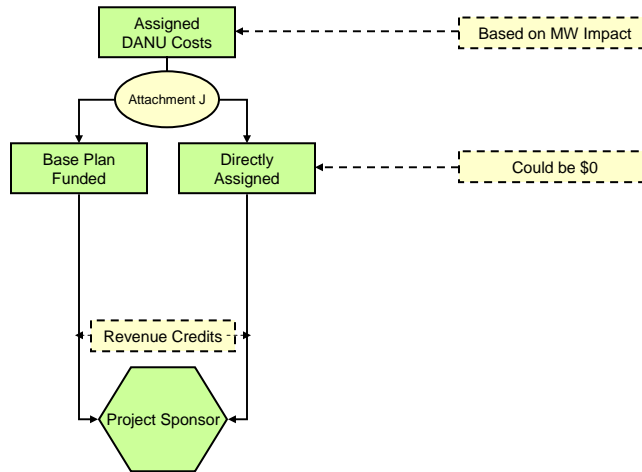 Assigned
DANU Costs
Based on MW Impact
Attachment J
Base Plan
Funded
Directly
Assigned
Could be $0
Revenue Credits
Project Sponsor